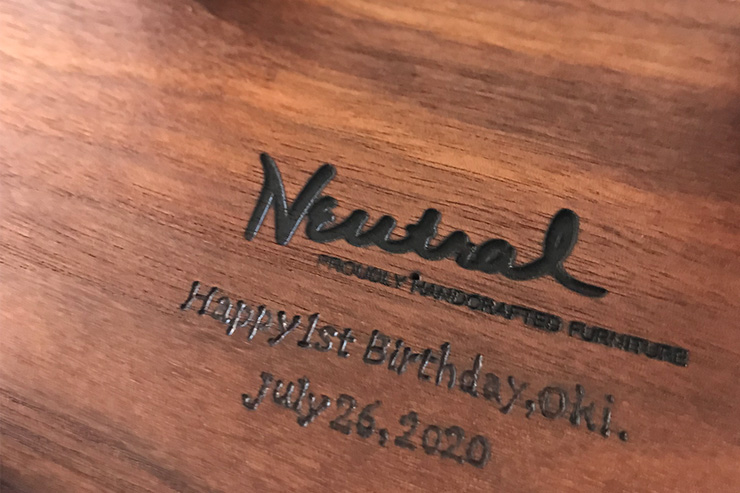 Neutral
PROUDLY HANDCRAFTED FURNITURE
Happy 1st Birthday, Oki.
July 26, 2020